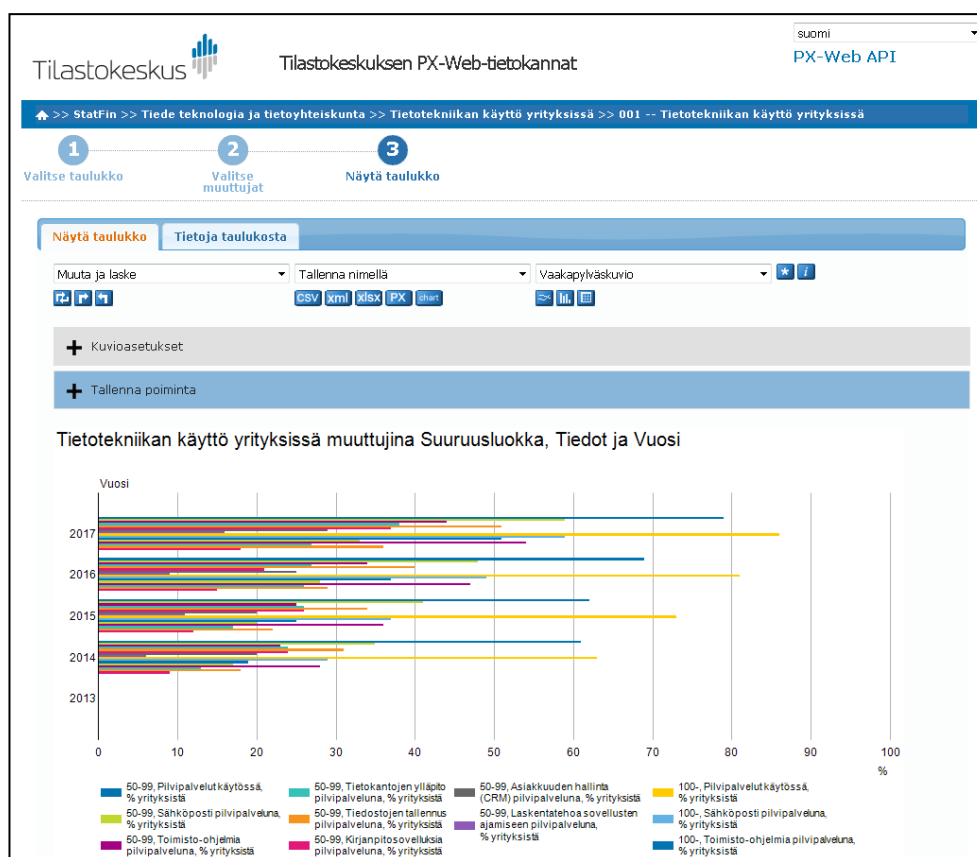 suomi
Tilastokeskus
Tilastokeskuksen PX-Web-tietokannat
PX-Web API
>> StatFin >> Tiede teknologia ja tietoyhteiskunta >> Tietotekniikan käyttö yrityksissä >> 001 -- Tietotekniikan käyttö yrityksissä
1 2 3
Valitse taulukko
Valitse muuttujat
Näytä taulukko
Näytä taulukko Tietoja taulukosta
Muuta ja laske Tallenna nimellä Vaakapylväskuvio * i
CSV xml xlsx PX chart
Kuvioasetukset
Tallenna poiminta
Tietotekniikan käyttö yrityksissä muuttujina Suuruusluokka, Tiedot ja Vuosi
Vuosi
2017
2016
2015
2014
2013
0 10 20 30 40 50 60 70 80 90 100
%
50-99, Pilvipalvelut käytössä,
% yrityksistä
50-99, Sähköposti pilvipalveluna,
% yrityksistä
50-99, Toimisto-ohjelmia
pilvipalveluna, % yrityksistä
50-99, Tietokantojen ylläpito
pilvipalveluna, % yrityksistä
50-99, Tiedostojen tallennus
pilvipalveluna, % yrityksistä
50-99, Kirjanpitosovelluksia
pilvipalveluna, % yrityksistä
50-99, Asiakkuuden hallinta
(CRM) pilvipalveluna, % yrityksistä
50-99, Laskentatehoa sovellusten
ajamiseen pilvipalveluna,
% yrityksistä
100-, Pilvipalvelut käytössä,
% yrityksistä
100-, Sähköposti pilvipalveluna,
% yrityksistä
100-, Toimisto-ohjelmia pilvipalveluna,
% yrityksistä